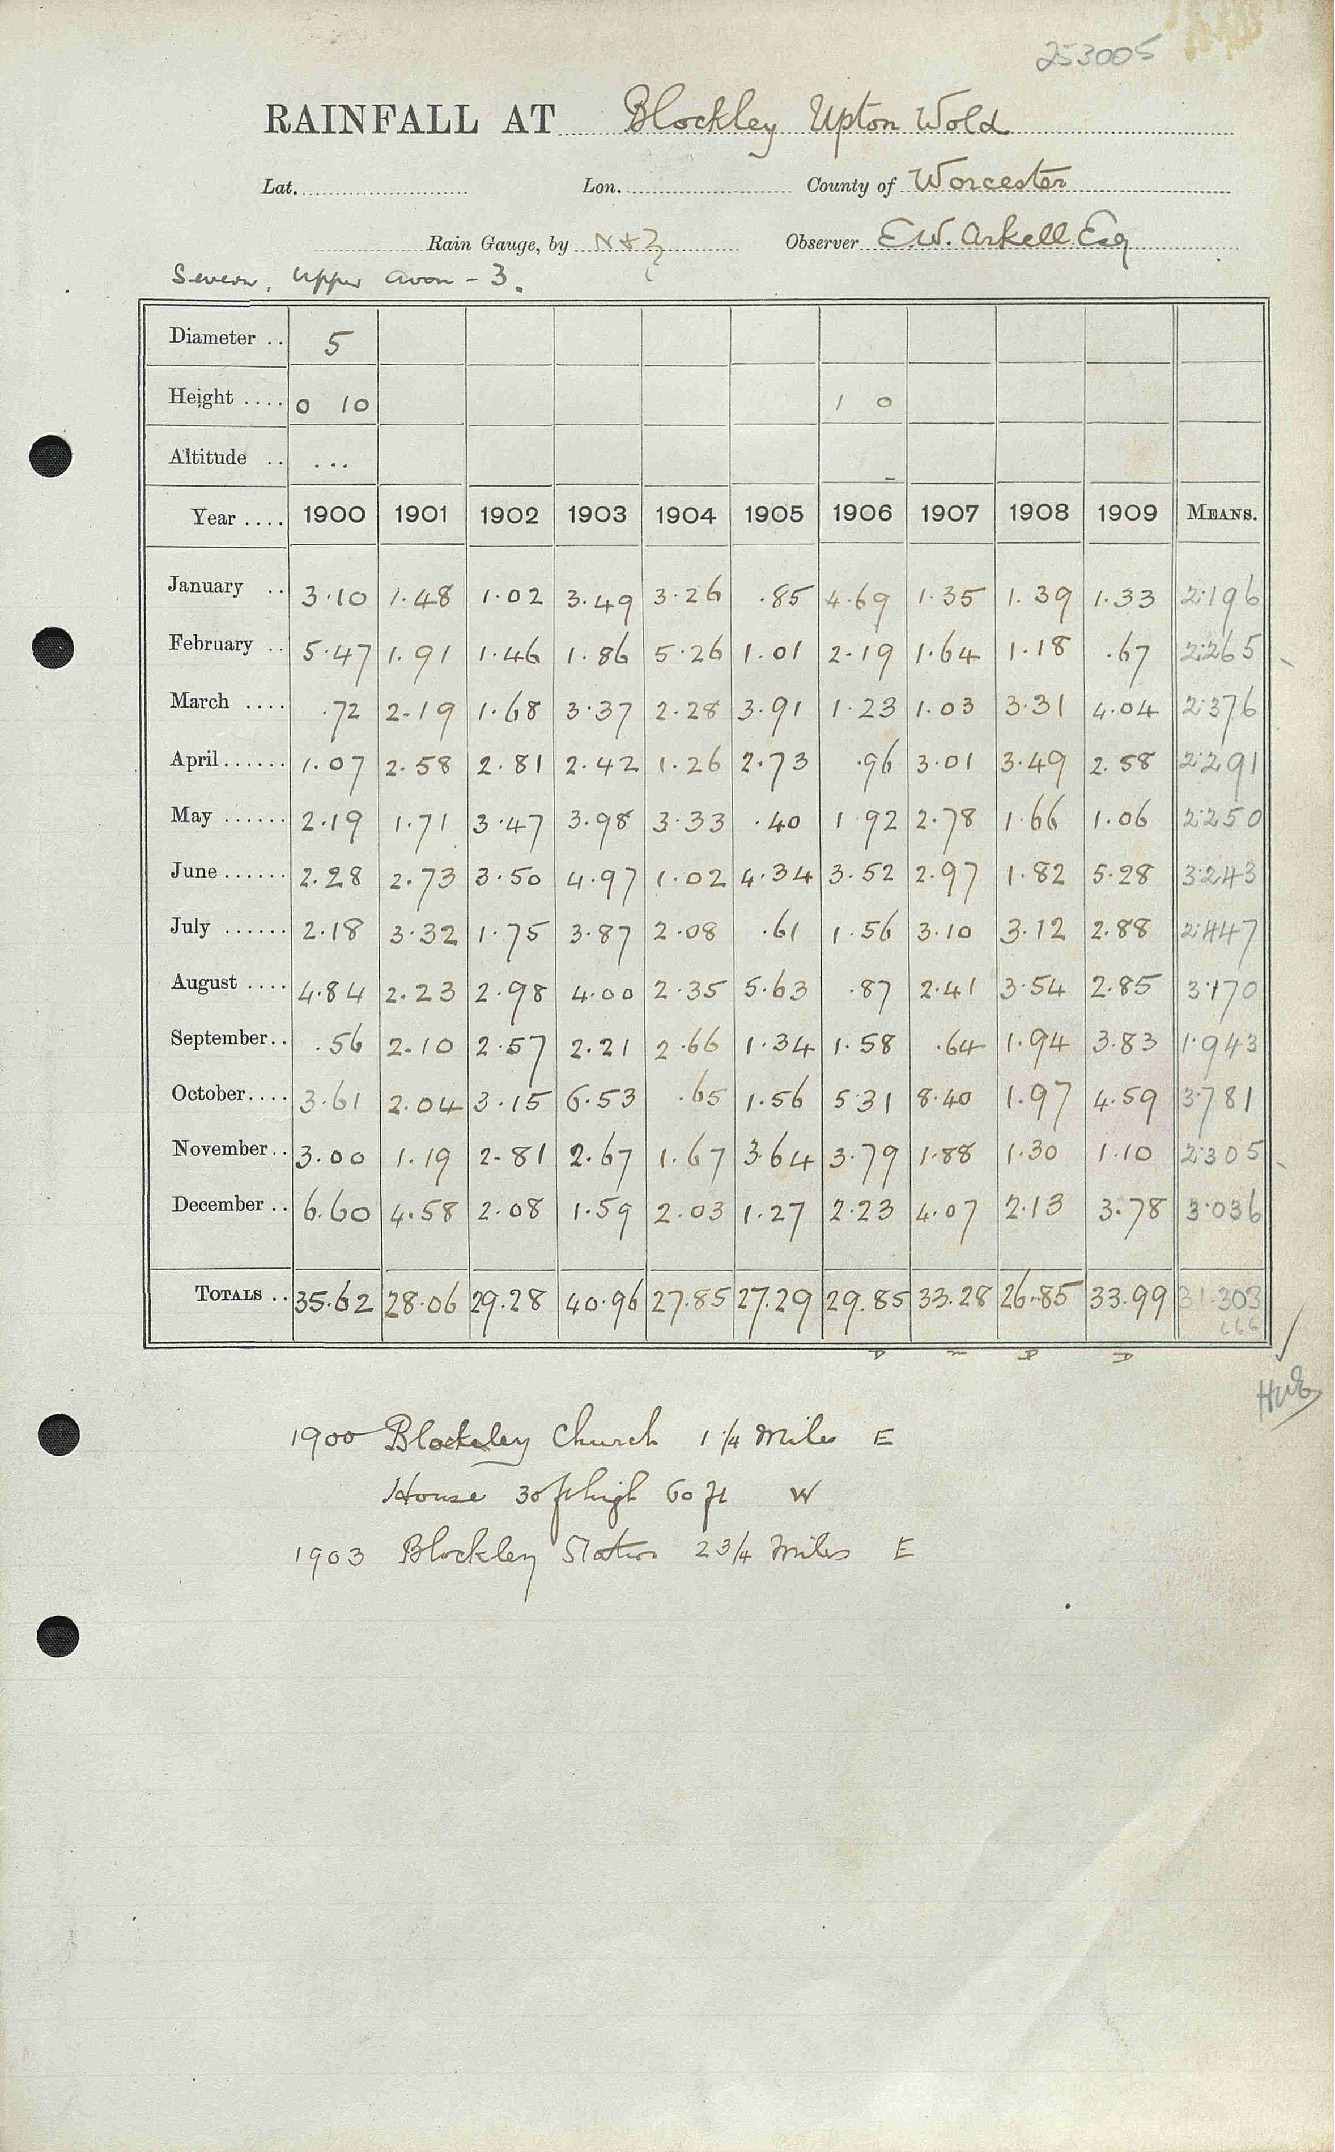 253005
RAINFALL AT Blockley Upton Wold
Lat. Lon. County of Worcester
Rain Gauge, by N & Z Observer E.W. Arkell Esq
Severn, Upper Avon - 3.
Diameter .. 5
Height .... 0 10 1 0
Altitude .. ...
Year .... 1900 1901 1902 1903 1904 1905 1906 1907 1908 1909 MEANS.
January .. 3.10 1.48 1.02 3.49 3.26 .85 4.69 1.35 1.39 1.33 2.196
February .. 5.47 1.91 1.46 1.86 5.26 1.01 2.19 1.64 1.18 .67 2.265
March .... .72 2.19 1.68 3.37 2.28 3.91 1.23 1.03 3.31 4.04 2.376
April...... 1.07 2.58 2.81 2.42 1.26 2.73 .96 3.01 3.49 2.58 2.291
May ...... 2.19 1.71 3.47 3.98 3.33 .40 1.92 2.78 1.66 1.06 2.250
June ...... 2.28 2.73 3.50 4.97 1.02 4.34 3.52 2.97 1.82 5.28 3.243
July ...... 2.18 3.32 1.75 3.87 2.08 .61 1.56 3.10 3.12 2.88 2.447
August .... 4.84 2.23 2.98 4.00 2.35 5.63 .87 2.41 3.54 2.85 3.170
September.. .56 2.10 2.57 2.21 2.66 1.34 1.58 .64 1.94 3.83 1.943
October.... 3.61 2.04 3.15 6.53 .65 1.56 5.31 8.40 1.97 4.59 3.781
November.. 3.00 1.19 2.81 2.67 1.67 3.64 3.79 1.88 1.30 1.10 2.305
December .. 6.60 4.58 2.08 1.59 2.03 1.27 2.23 4.07 2.13 3.78 3.036
TOTALS .. 35.62 28.06 29.28 40.96 27.85 27.29 29.85 33.28 26.85 33.99 31.303
1900 Blockley Church 1 1/4 Miles E
House 30 ft high 60 ft W
1903 Blockley Station 2 3/4 Miles E